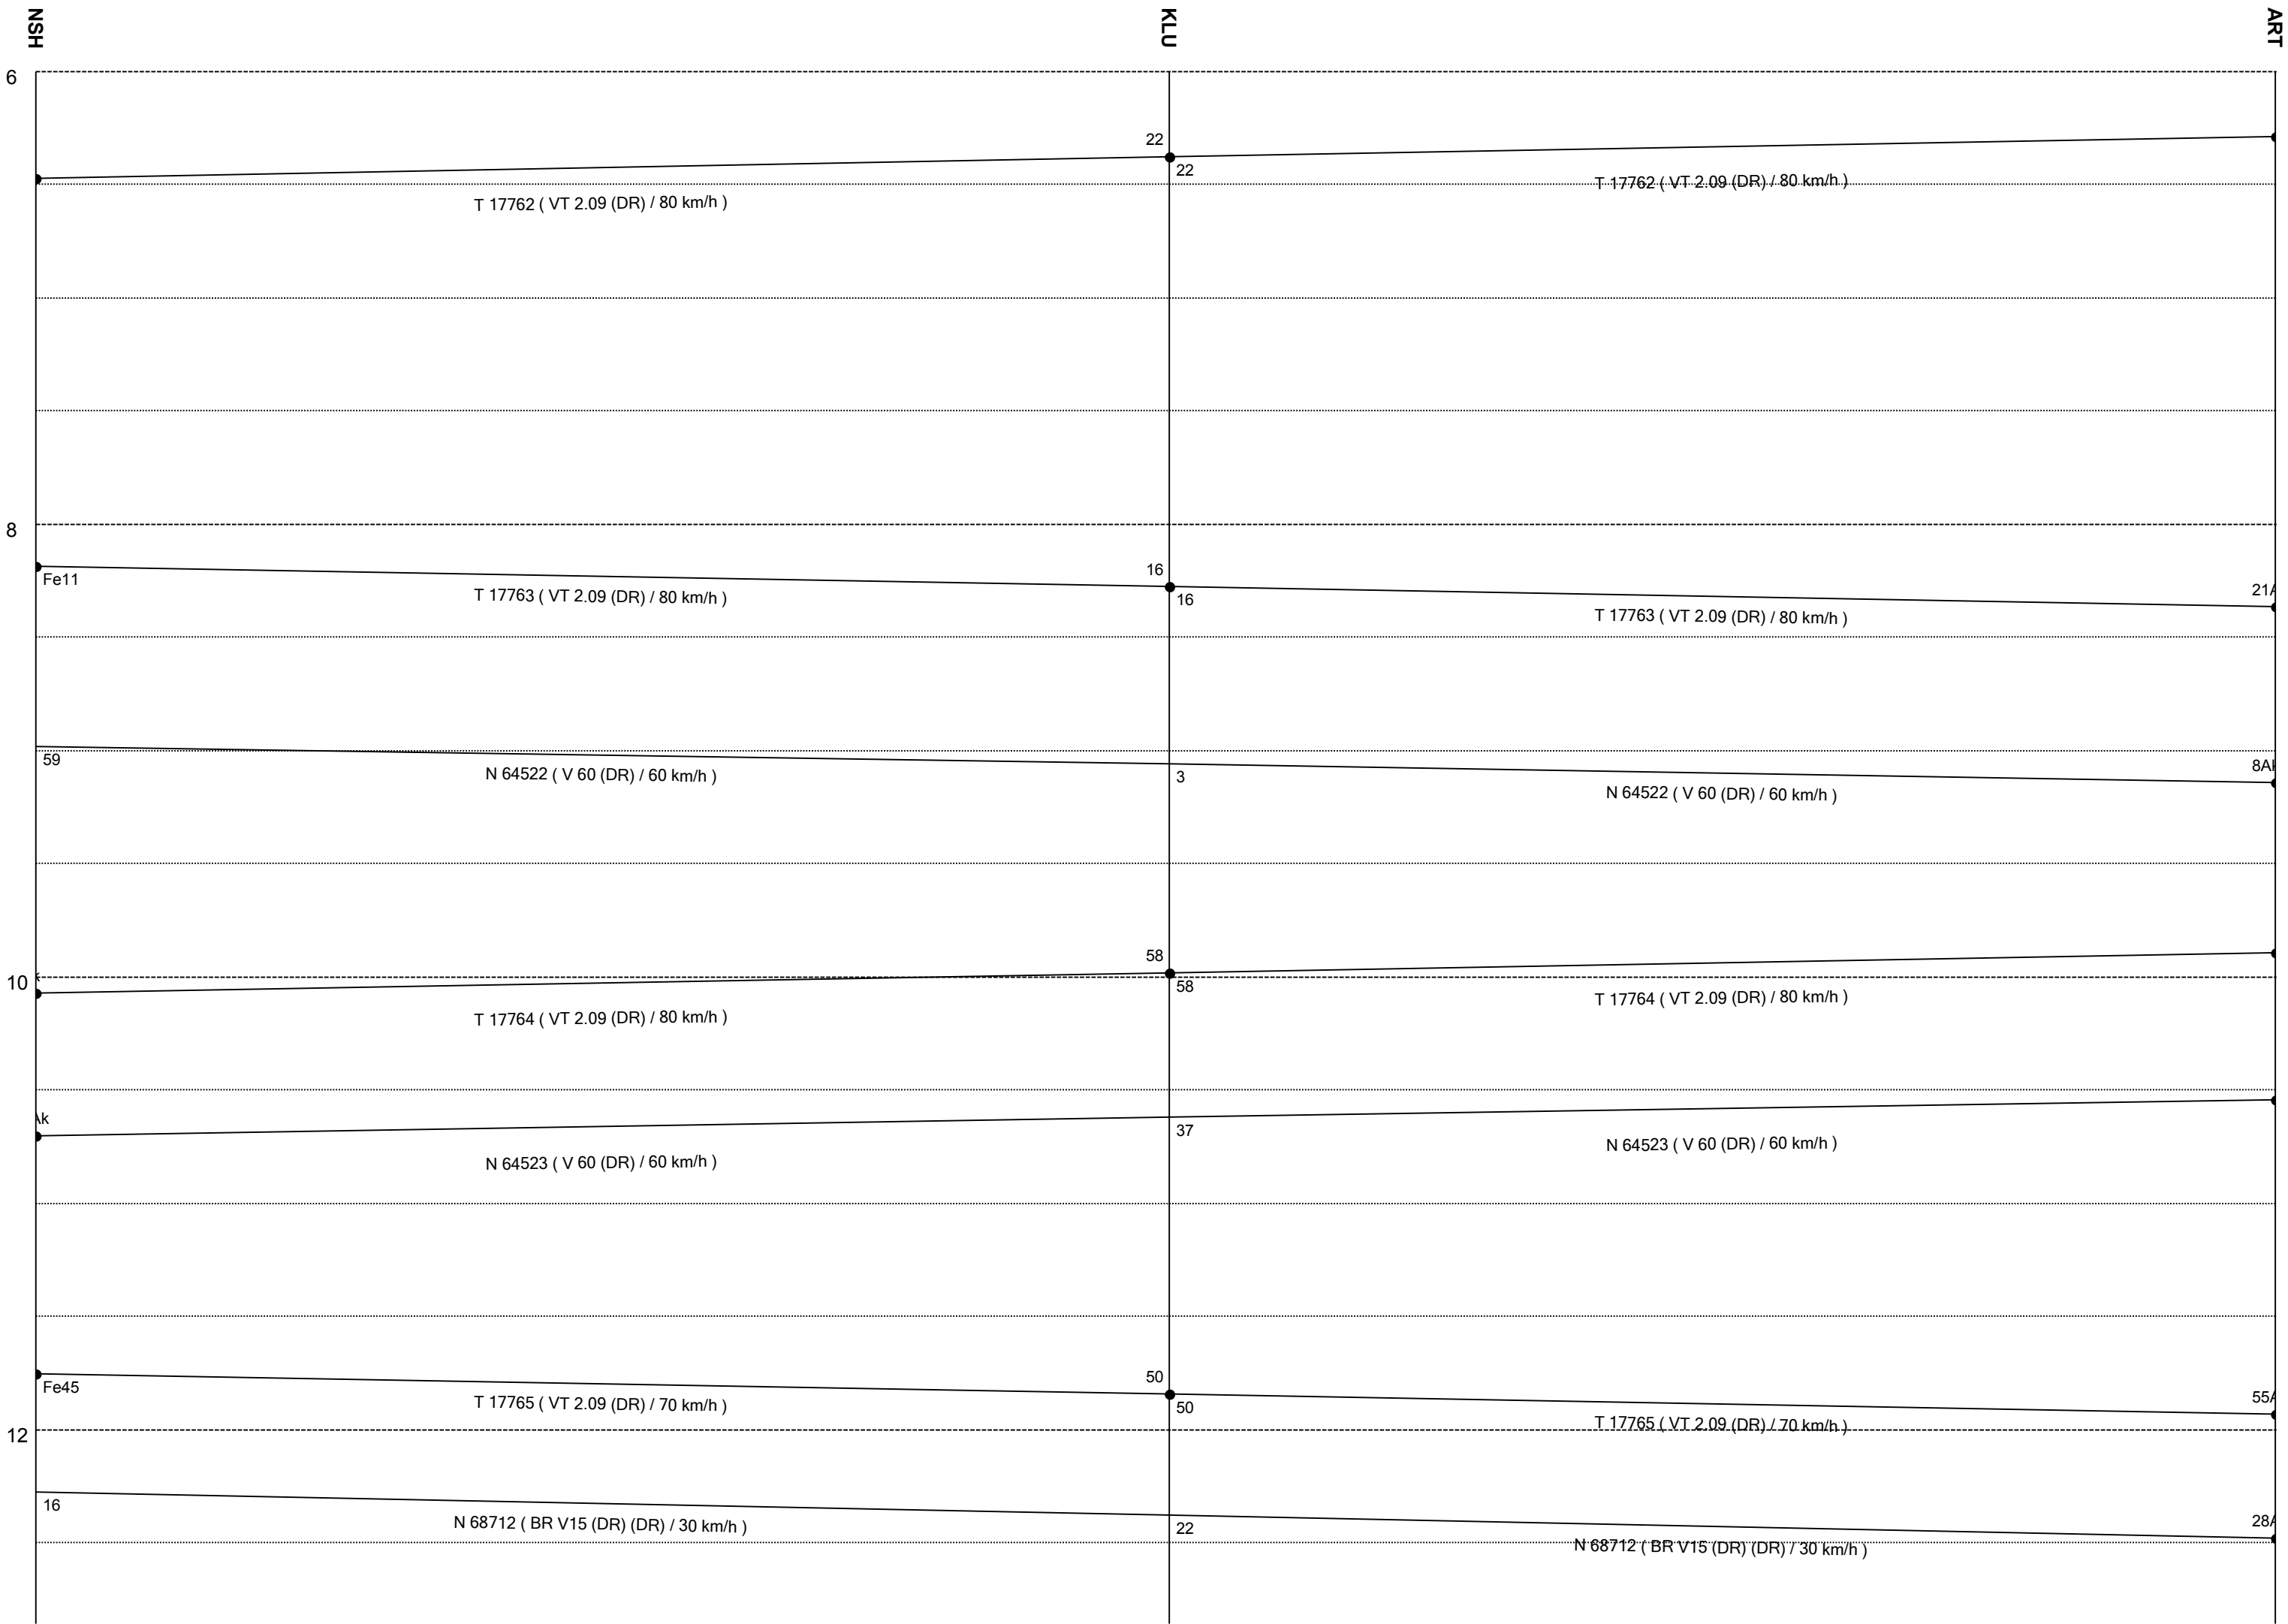 NSH KLU ART
6
22
22
T 17762 ( VT 2.09 (DR) / 80 km/h ) T 17762 ( VT 2.09 (DR) / 80 km/h )
8
16
Fe11
16
21A
T 17763 ( VT 2.09 (DR) / 80 km/h ) T 17763 ( VT 2.09 (DR) / 80 km/h )
59
3
8Ak
N 64522 ( V 60 (DR) / 60 km/h ) N 64522 ( V 60 (DR) / 60 km/h )
58
10
58
T 17764 ( VT 2.09 (DR) / 80 km/h ) T 17764 ( VT 2.09 (DR) / 80 km/h )
Ak
37
N 64523 ( V 60 (DR) / 60 km/h ) N 64523 ( V 60 (DR) / 60 km/h )
50
Fe45
50
55A
T 17765 ( VT 2.09 (DR) / 70 km/h ) T 17765 ( VT 2.09 (DR) / 70 km/h )
12
16
22
28A
N 68712 ( BR V15 (DR) (DR) / 30 km/h ) N 68712 ( BR V15 (DR) (DR) / 30 km/h )